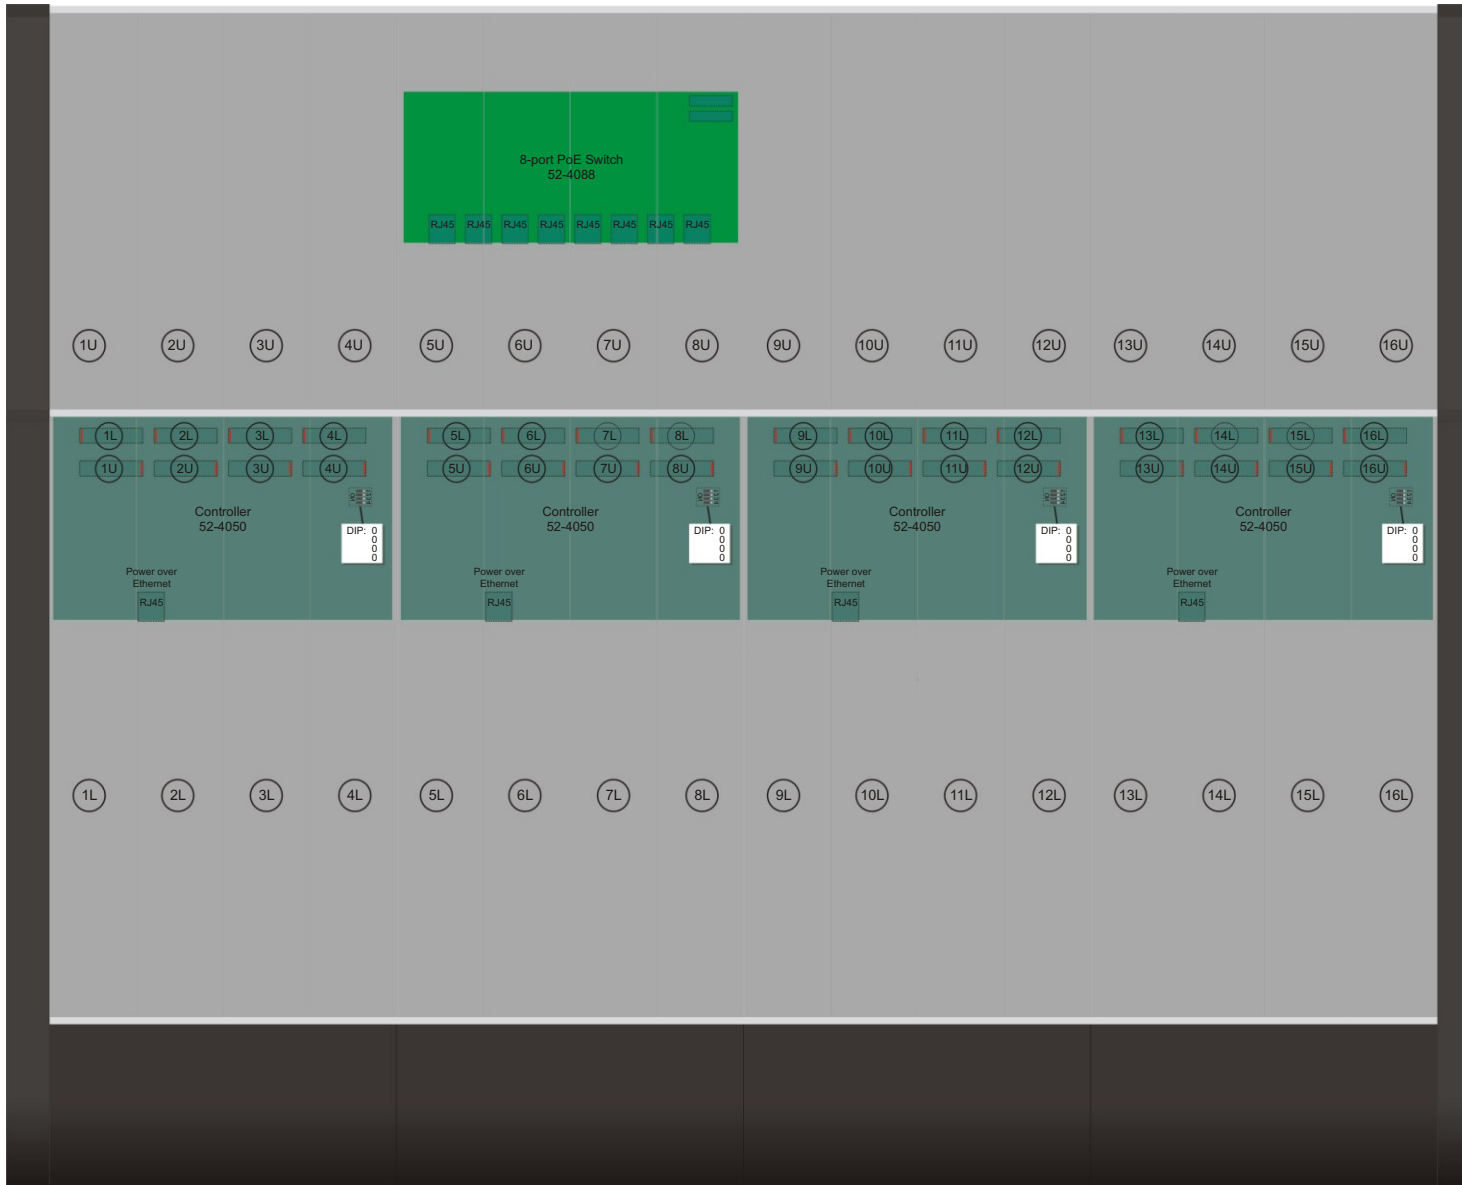 8-port PoE Switch
52-4088
RJ45 RJ45 RJ45 RJ45 RJ45 RJ45 RJ45 RJ45
1U 2U 3U 4U 5U 6U 7U 8U 9U 10U 11U 12U 13U 14U 15U 16U
1L 2L 3L 4L 5L 6L 7L 8L 9L 10L 11L 12L 13L 14L 15L 16L
1U 2U 3U 4U 5U 6U 7U 8U 9U 10U 11U 12U 13U 14U 15U 16U
Controller
52-4050
DIP: 0
0
0
0
Power over
Ethernet
RJ45
Controller
52-4050
DIP: 0
0
0
0
Power over
Ethernet
RJ45
Controller
52-4050
DIP: 0
0
0
0
Power over
Ethernet
RJ45
Controller
52-4050
DIP: 0
0
0
0
Power over
Ethernet
RJ45
1L 2L 3L 4L 5L 6L 7L 8L 9L 10L 11L 12L 13L 14L 15L 16L